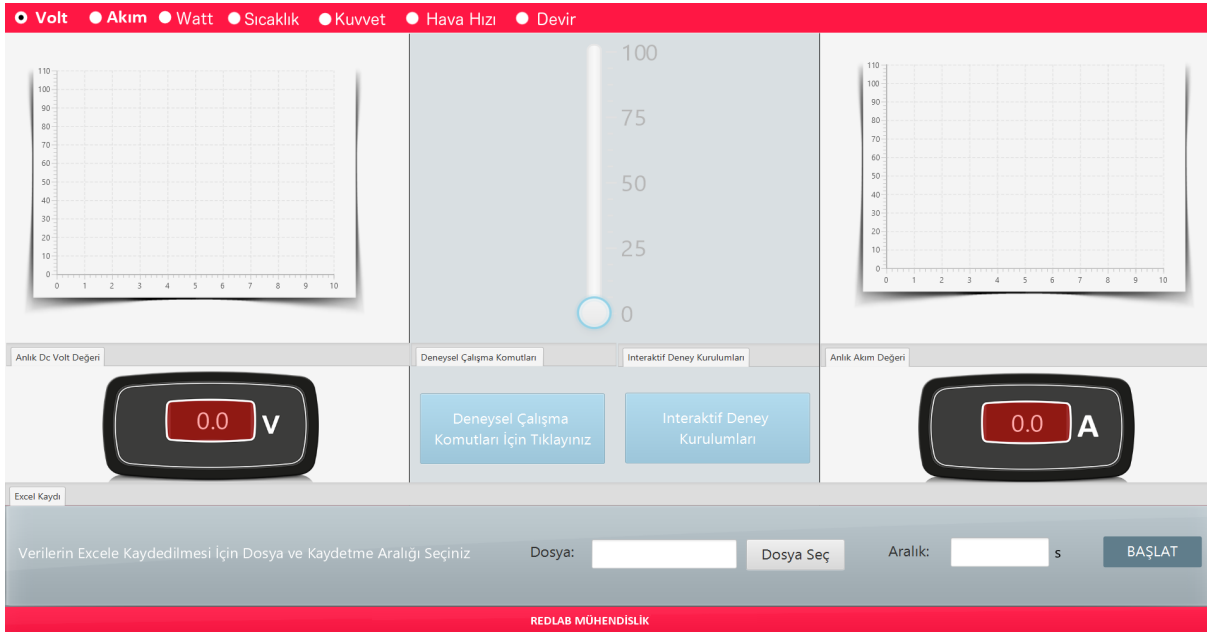 Volt Akım Watt Sıcaklık Kuvvet Hava Hızı Devir
110
100
90
80
70
60
50
40
30
20
10
0
0 1 2 3 4 5 6 7 8 9 10
100
75
50
25
0
110
100
90
80
70
60
50
40
30
20
10
0
0 1 2 3 4 5 6 7 8 9 10
Anlık Dc Volt Değeri
Deneysel Çalışma Komutları
Interaktif Deney Kurulumları
Anlık Akım Değeri
0.0 V
Deneysel Çalışma
Komutları İçin Tıklayınız
Interaktif Deney
Kurulumları
0.0 A
Excel Kaydı
Verilerin Excele Kaydedilmesi İçin Dosya ve Kaydetme Aralığı Seçiniz Dosya: Dosya Seç Aralık: s BAŞLAT
REDLAB MÜHENDİSLİK